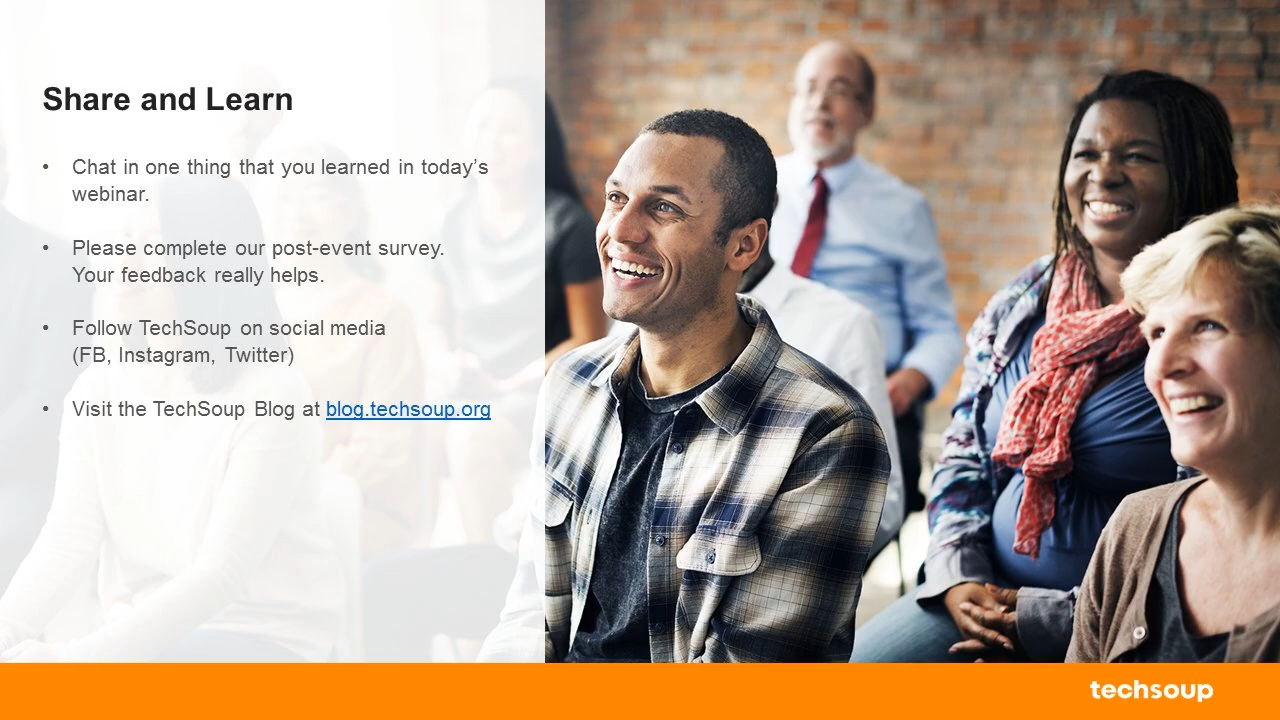 Share and Learn
• Chat in one thing that you learned in today’s
webinar.
• Please complete our post-event survey.
Your feedback really helps.
• Follow TechSoup on social media
(FB, Instagram, Twitter)
• Visit the TechSoup Blog at blog.techsoup.org
techsoup